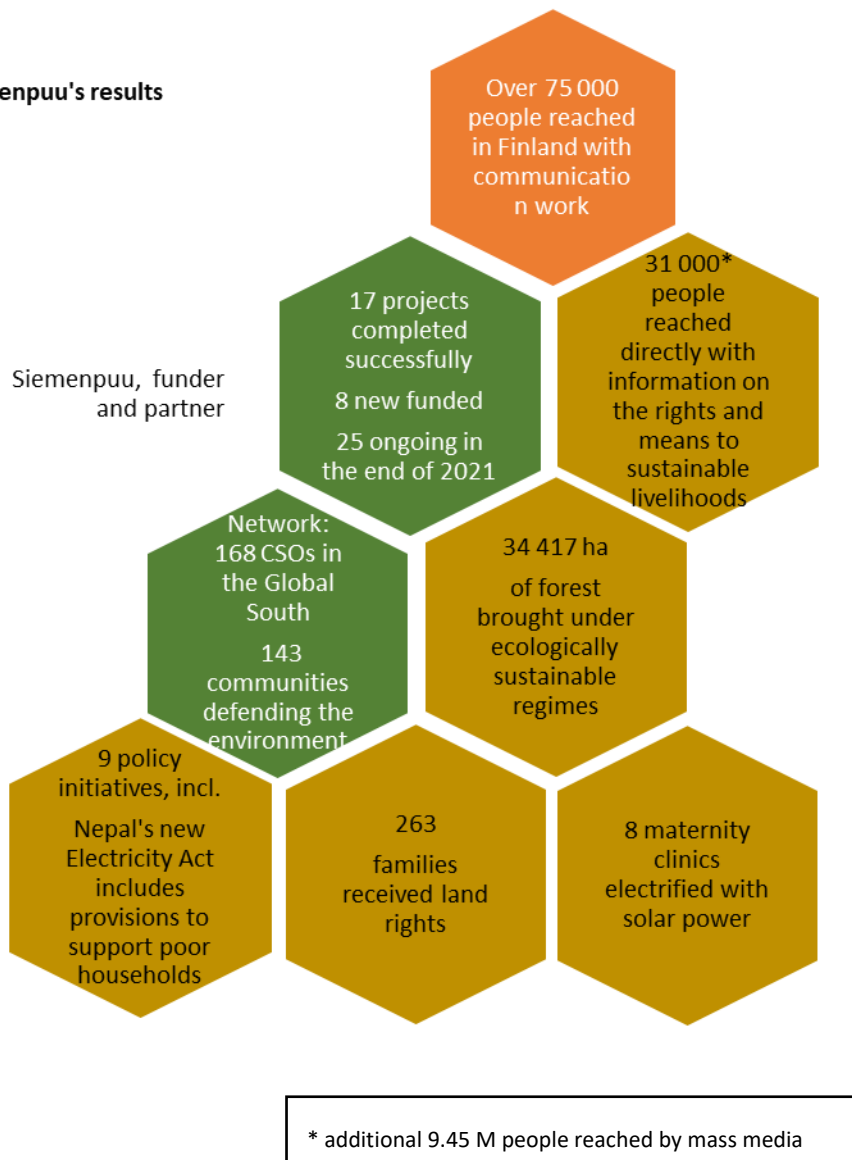 enpuu's results
Over 75 000
people reached
in Finland with
communicatio
n work
Siemenpuu, funder
and partner
17 projects
completed
successfully
8 new funded
25 ongoing in
the end of 2021
31 000*
people
reached
directly with
information on
the rights and
means to
sustainable
livelihoods
Network:
168 CSOs in
the Global
South
143
communities
defending the
environment
34 417 ha
of forest
brought under
ecologically
sustainable
regimes
9 policy
initiatives, incl.
Nepal's new
Electricity Act
includes
provisions to
support poor
households
263
families
received land
rights
8 maternity
clinics
electrified with
solar power
* additional 9.45 M people reached by mass media